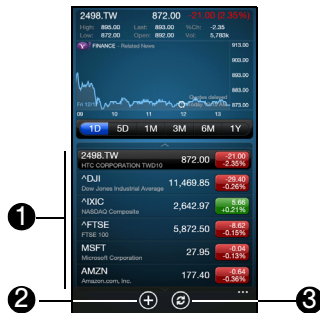 2498.TW 872.00 -21.00 (2.35%)
High: 895.00 Last: 893.00 %Ch: -2.35
Low: 872.00 Open: 892.00 Vol: 5,783k
Y! FINANCE - Related News 913.00
903.00
893.00
883.00
Quotes delayed
Fri 12/1 873.00
09 10 11 12 13
1D 5D 1M 3M 6M 1Y
2498.TW 872.00 -21.00
HTC CORPORATION TWD10 -2.35%
^DJI 11,469.85 -29.40
Dow Jones Industrial Average -0.26%
^IXIC 2,642.97 5.66
NASDAQ Composite +0.21%
^FTSE 5,872.50 -8.62
FTSE 100 -0.15%
MSFT 27.95 -0.04
Microsoft Corporation -0.13%
AMZN 177.40 -0.64
Amazon.com, Inc. -0.36%
1
2
3